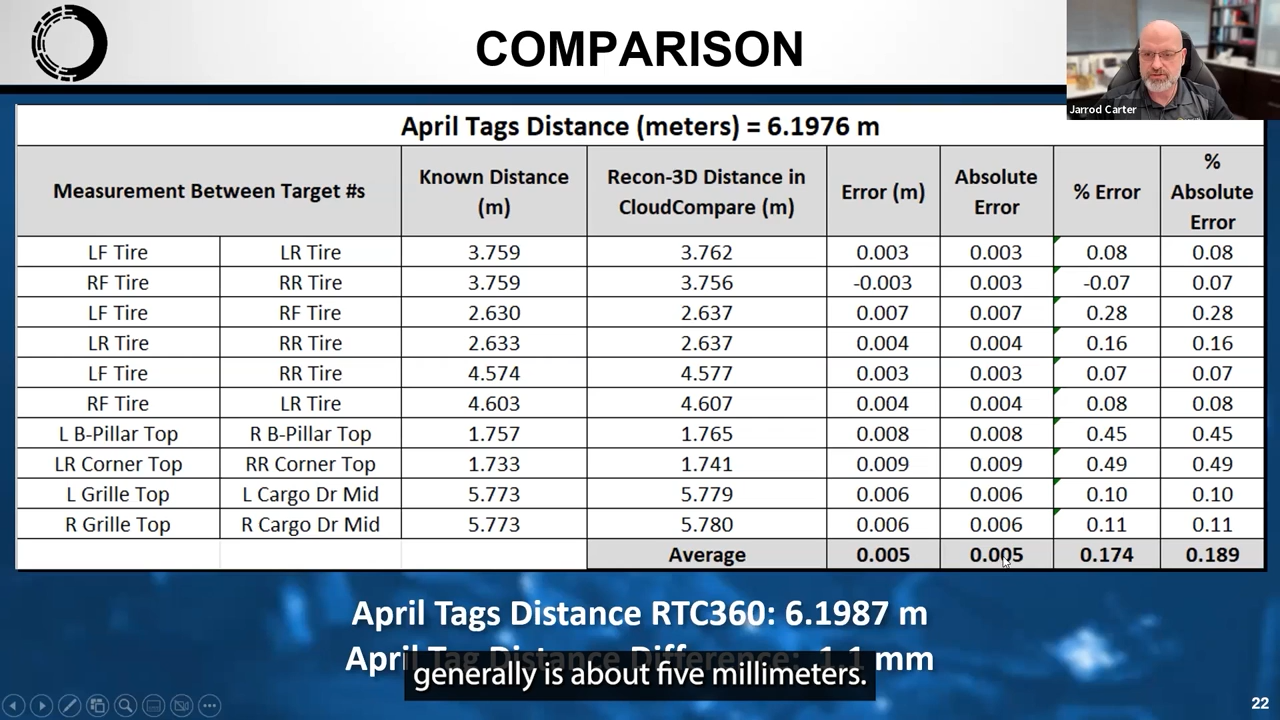 COMPARISON
Jarrod Carter
April Tags Distance (meters) = 6.1976 m
Measurement Between Target #s Known Distance (m) Recon-3D Distance in CloudCompare (m) Error (m) Absolute Error % Error % Absolute Error
LF Tire LR Tire 3.759 3.762 0.003 0.003 0.08 0.08
RF Tire RR Tire 3.759 3.756 -0.003 0.003 -0.07 0.07
LF Tire RF Tire 2.630 2.637 0.007 0.007 0.28 0.28
LR Tire RR Tire 2.633 2.637 0.004 0.004 0.16 0.16
LF Tire RR Tire 4.574 4.577 0.003 0.003 0.07 0.07
RF Tire LR Tire 4.603 4.607 0.004 0.004 0.08 0.08
L B-Pillar Top R B-Pillar Top 1.757 1.765 0.008 0.008 0.45 0.45
LR Corner Top RR Corner Top 1.733 1.741 0.009 0.009 0.49 0.49
L Grille Top L Cargo Dr Mid 5.773 5.779 0.006 0.006 0.10 0.10
R Grille Top R Cargo Dr Mid 5.773 5.780 0.006 0.006 0.11 0.11
Average 0.005 0.005 0.174 0.189
April Tags Distance RTC360: 6.1987 m
April Tag Distance Difference: 1.1 mm
generally is about five millimeters.
22